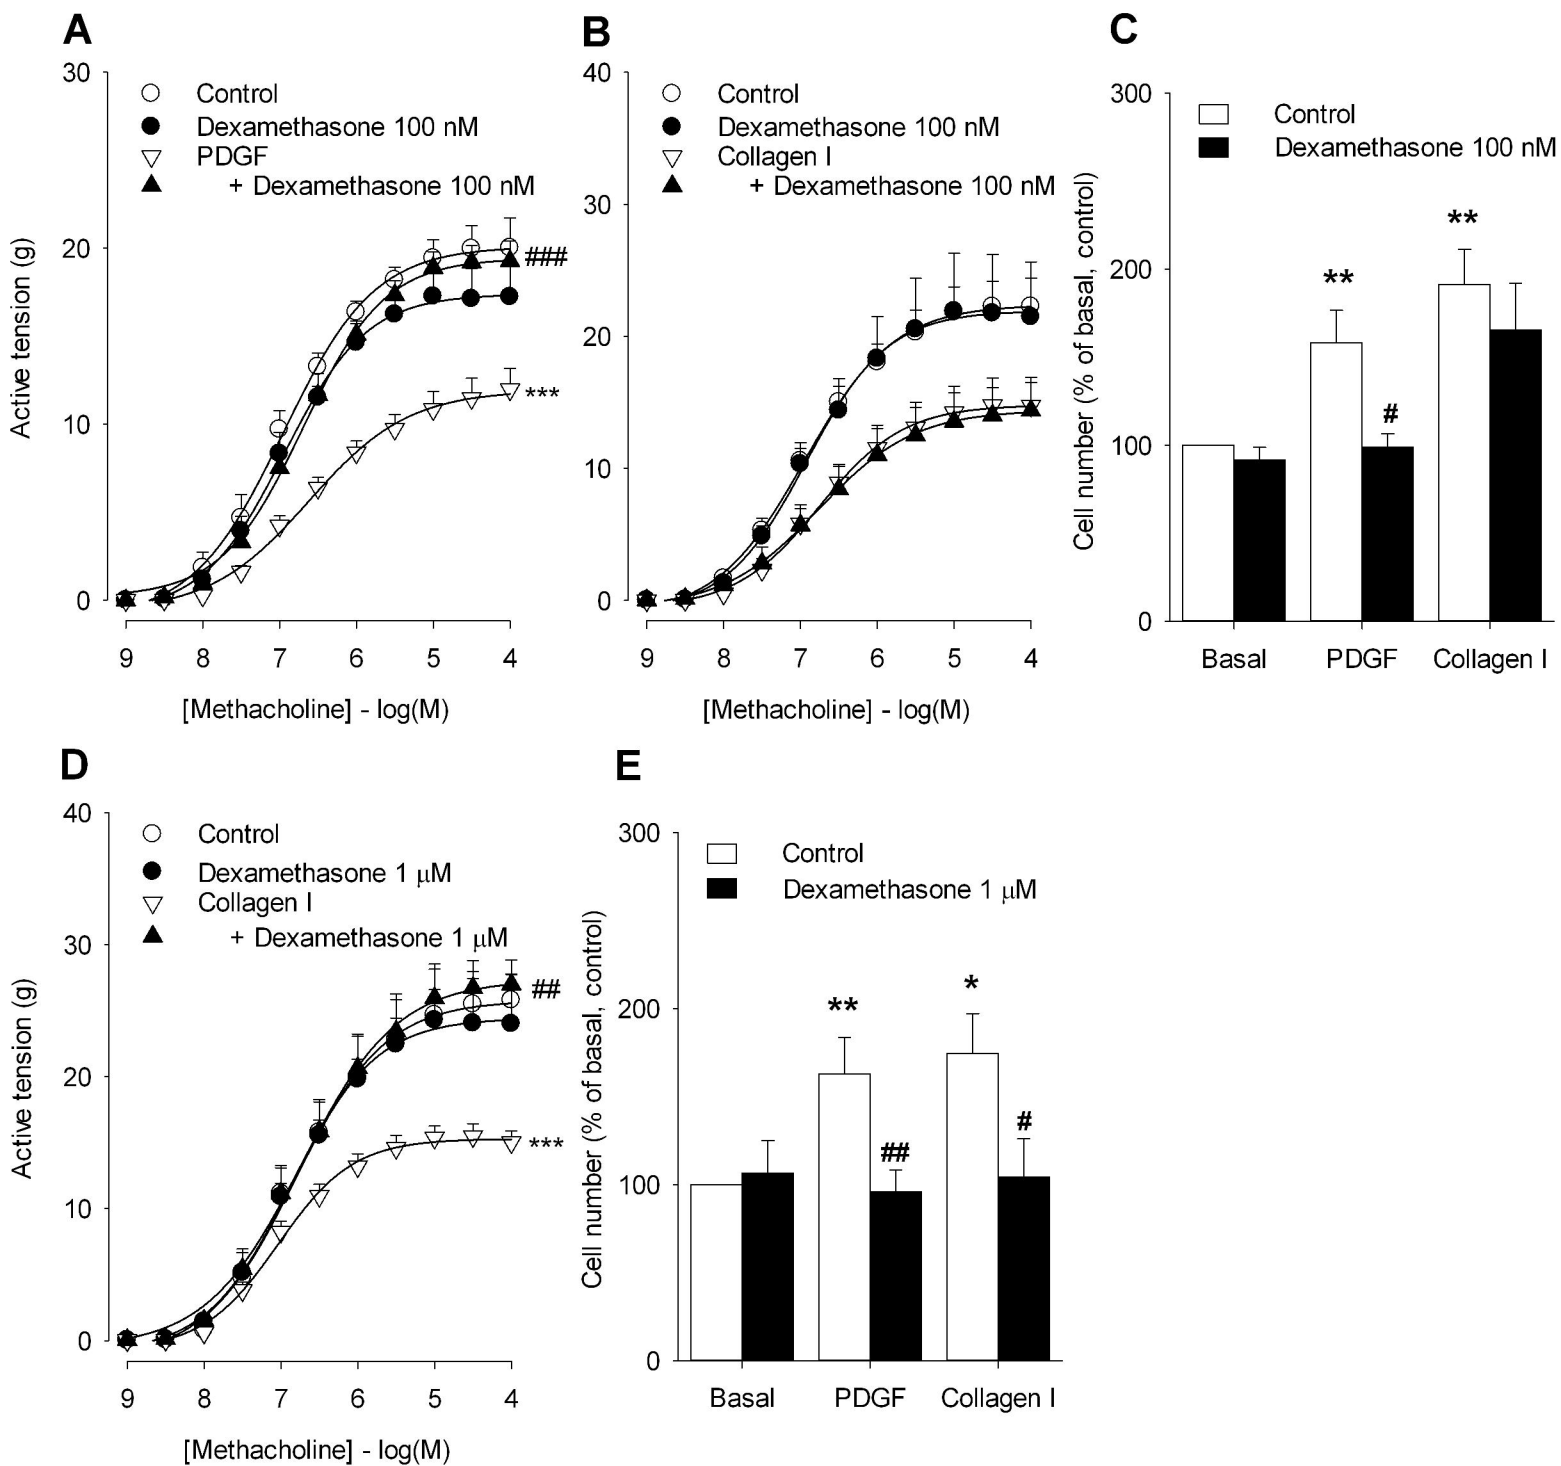 A
30
20
10
0
Active tension (g)
Control
Dexamethasone 100 nM
PDGF
+ Dexamethasone 100 nM
###
***
9 8 7 6 5 4
[Methacholine] - log(M)
B
40
30
20
10
0
Control
Dexamethasone 100 nM
Collagen I
+ Dexamethasone 100 nM
9 8 7 6 5 4
[Methacholine] - log(M)
C
300
200
100
0
Cell number (% of basal, control)
Control
Dexamethasone 100 nM
**
**
#
Basal PDGF Collagen I
D
40
30
20
10
0
Active tension (g)
Control
Dexamethasone 1 μM
Collagen I
+ Dexamethasone 1 μM
##
***
9 8 7 6 5 4
[Methacholine] - log(M)
E
300
200
100
0
Cell number (% of basal, control)
Control
Dexamethasone 1 μM
**
*
##
#
Basal PDGF Collagen I